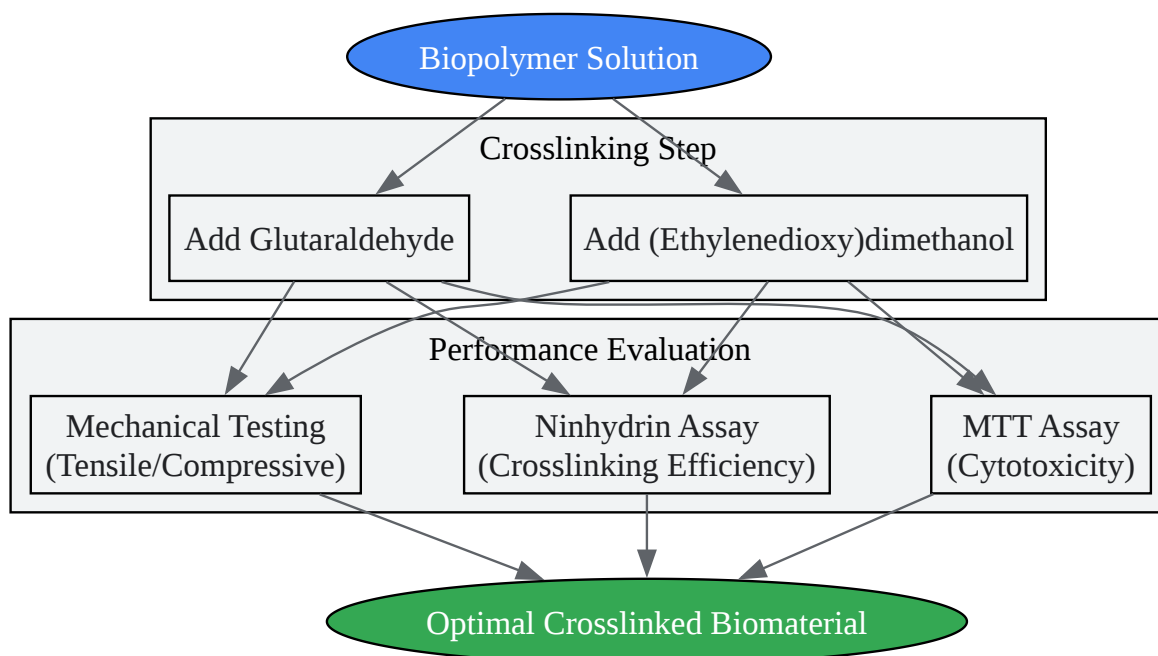 Biopolymer Solution
Crosslinking Step
Add Glutaraldehyde
Add (Ethylenedioxy)dimethanol
Performance Evaluation
Mechanical Testing
(Tensile/Compressive)
Ninhydrin Assay
(Crosslinking Efficiency)
MTT Assay
(Cytotoxicity)
Optimal Crosslinked Biomaterial